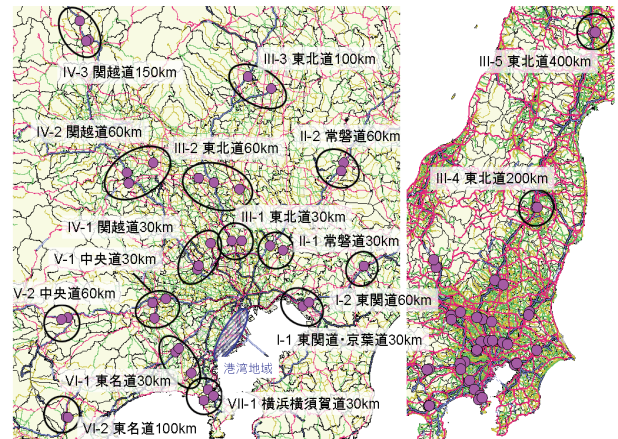 IV-3 関越道150km
III-3 東北道100km
IV-2 関越道60km
III-2 東北道60km
II-2 常磐道60km
IV-1 関越道30km
III-1 東北道30km
V-1 中央道30km
II-1 常磐道30km
V-2 中央道60km
I-2 東関道60km
I-1 東関道・京葉道30km
港湾地域
VI-1 東名道30km
VII-1 横浜横須賀道30km
VI-2 東名道100km
III-5 東北道400km
III-4 東北道200km